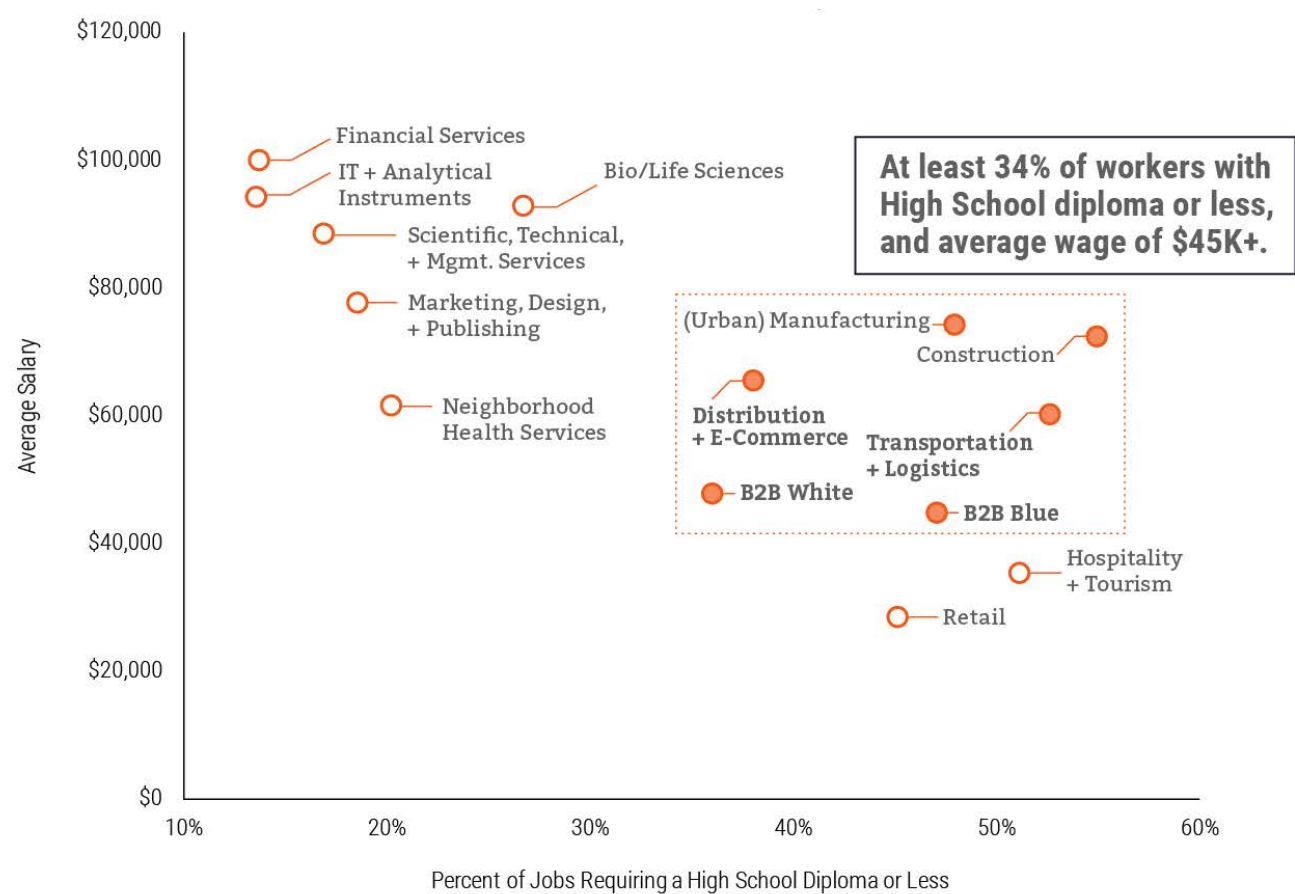 $120,000
$100,000
$80,000
$60,000
$40,000
$20,000
$0
Average Salary
Financial Services
IT + Analytical
Instruments
Bio/Life Sciences
Scientific, Technical,
+ Mgmt. Services
Marketing, Design,
+ Publishing
Neighborhood
Health Services
At least 34% of workers with
High School diploma or less,
and average wage of $45K+.
(Urban) Manufacturing
Construction
Distribution
+ E-Commerce
Transportation
+ Logistics
B2B White
B2B Blue
Hospitality
+ Tourism
Retail
10%
20%
30%
40%
50%
60%
Percent of Jobs Requiring a High School Diploma or Less